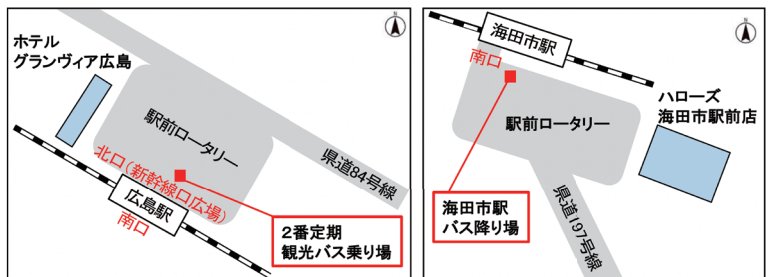 N
ホテル
グランヴィア広島
駅前ロータリー
北口(新幹線口広場)
県道84号線
広島駅
南口
2番定期
観光バス乗り場
N
海田市駅
南口
ハローズ
海田市駅前店
駅前ロータリー
海田市駅
バス降り場
県道197号線